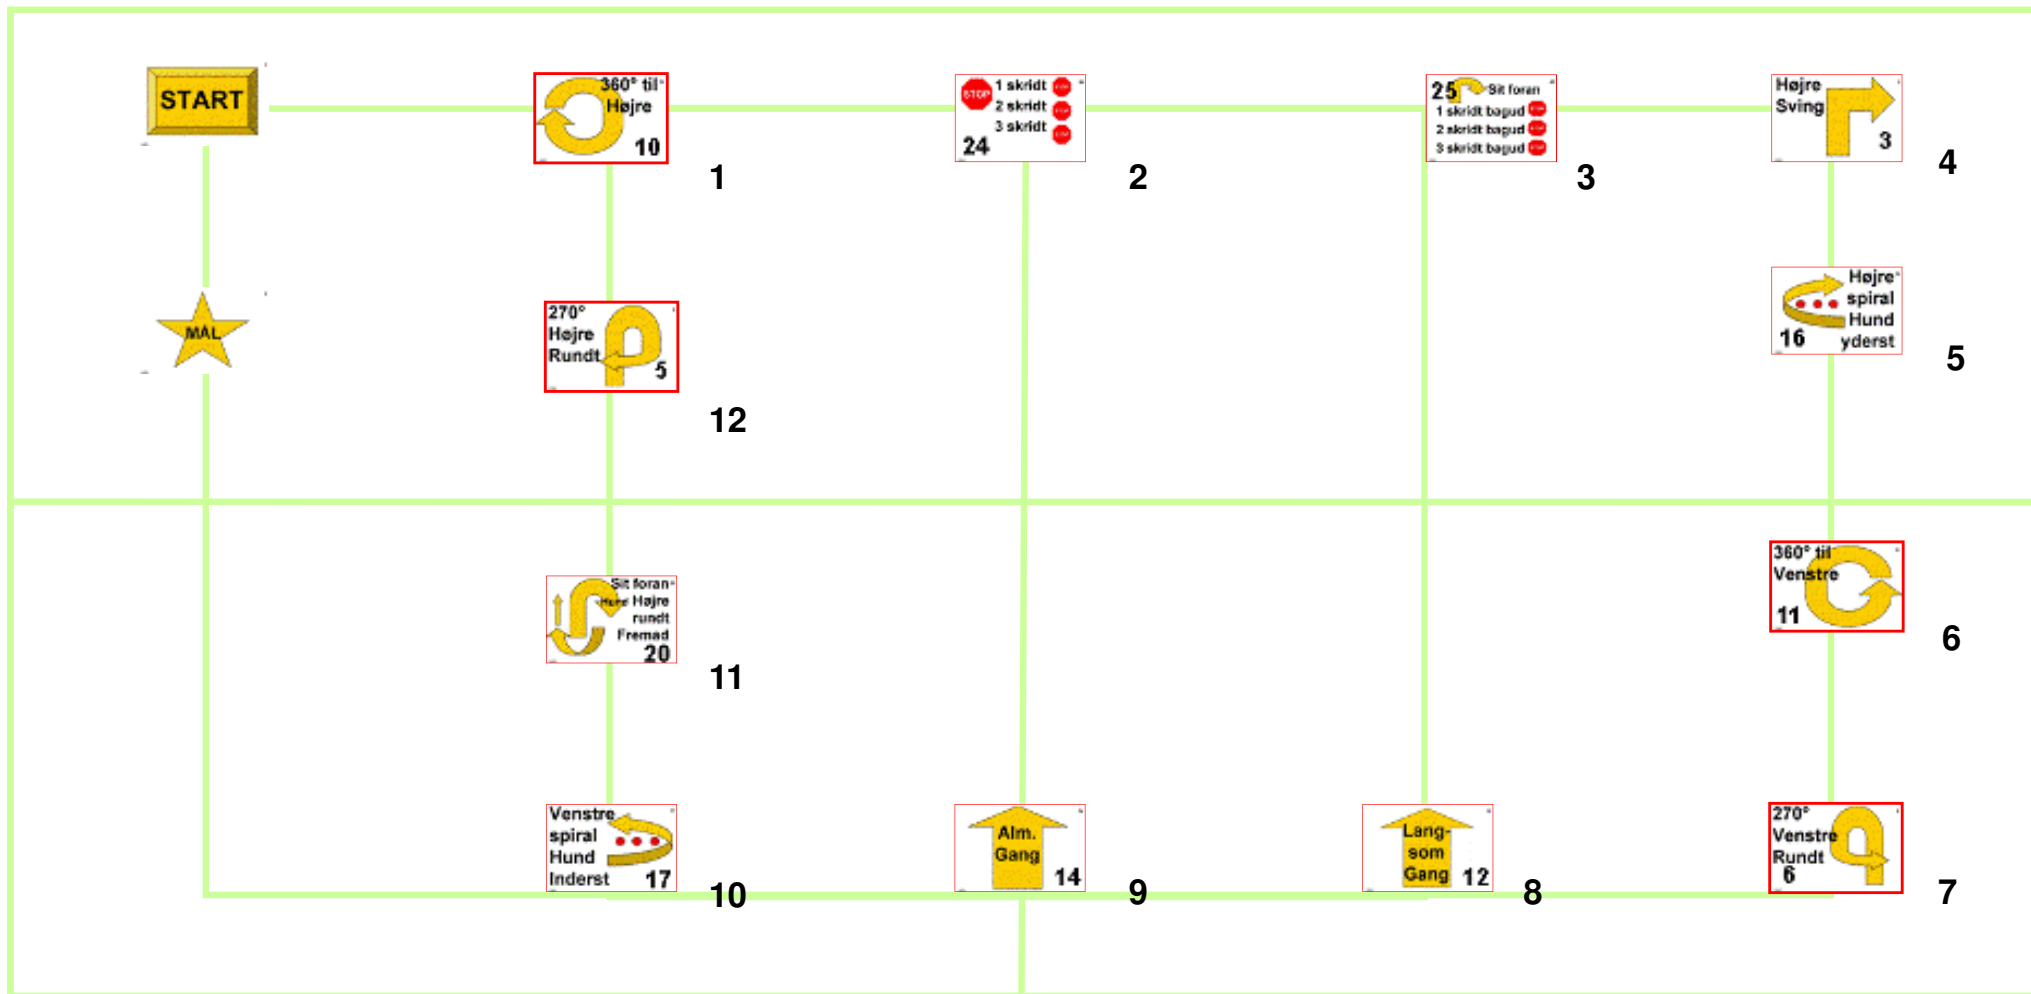 START
360° til
Højre
10
1
STOP
1 skridt
2 skridt
3 skridt
24
2
25 Sit foran
1 skridt bagud
2 skridt bagud
3 skridt bagud
3
Højre
Sving
3
4
Højre
spiral
Hund
yderst
16
5
MÅL
270°
Højre
Rundt
5
12
360° til
Venstre
11
6
Sit foran
Hund Højre
rundt
Fremad
20
11
Venstre
spiral
Hund
Inderst
17
10
Alm.
Gang
14
9
Lang-
som
Gang
12
8
270°
Venstre
Rundt
6
7